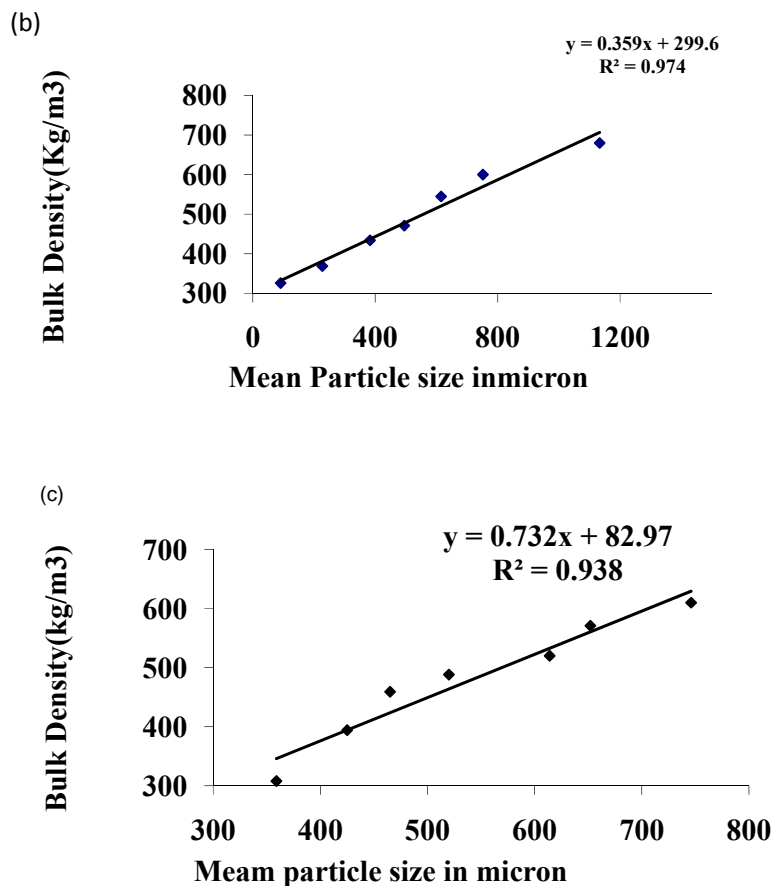 (b)
y = 0.359x + 299.6
R² = 0.974
Bulk Density(Kg/m3)
800
700
600
500
400
300
0 400 800 1200
Mean Particle size inmicron
(c)
y = 0.732x + 82.97
R² = 0.938
Bulk Density(kg/m3)
700
600
500
400
300
300 400 500 600 700 800
Meam particle size in micron